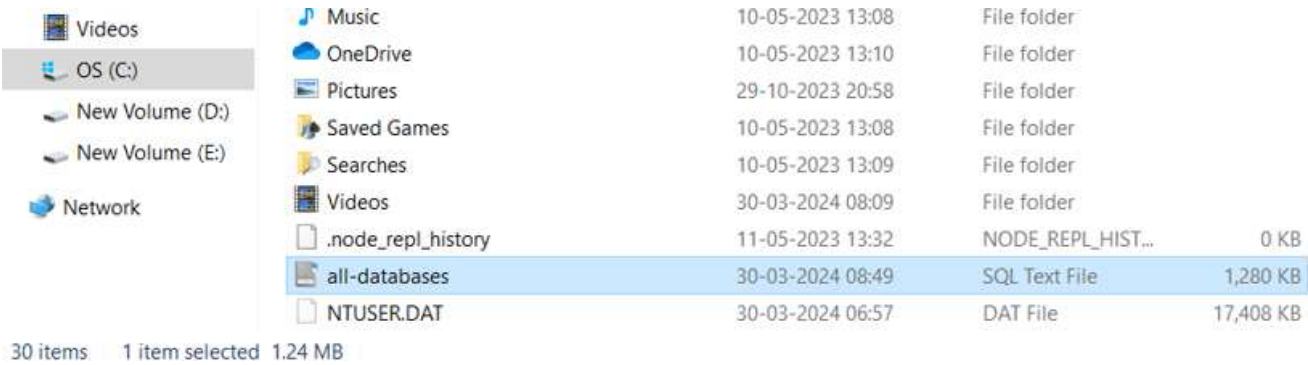 Videos
OS (C:)
New Volume (D:)
New Volume (E:)
Network
Music 10-05-2023 13:08 File folder
OneDrive 10-05-2023 13:10 File folder
Pictures 29-10-2023 20:58 File folder
Saved Games 10-05-2023 13:08 File folder
Searches 10-05-2023 13:09 File folder
Videos 30-03-2024 08:09 File folder
.node_repl_history 11-05-2023 13:32 NODE_REPL_HIST... 0 KB
all-databases 30-03-2024 08:49 SQL Text File 1,280 KB
NTUSER.DAT 30-03-2024 06:57 DAT File 17,408 KB
30 items 1 item selected 1.24 MB